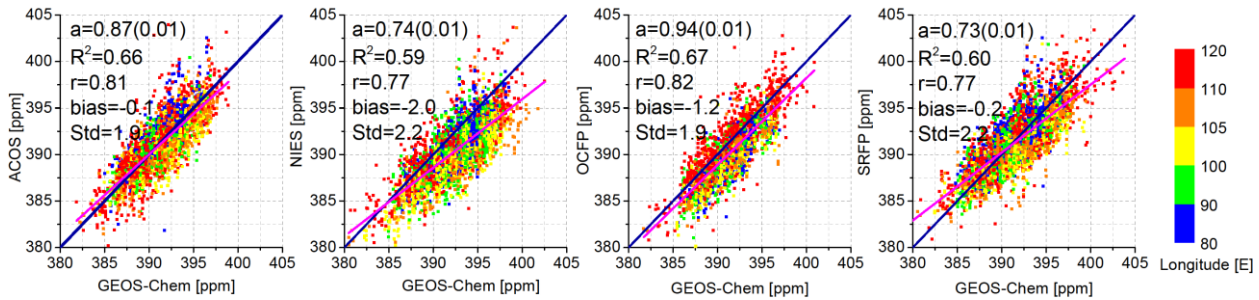 a=0.87(0.01)
R²=0.66
r=0.81
bias=-0.1
Std=1.9
405
400
395
390
385
380
ACOS [ppm]
380 385 390 395 400 405
GEOS-Chem [ppm]
a=0.74(0.01)
R²=0.59
r=0.77
bias=-2.0
Std=2.2
405
400
395
390
385
380
NIES [ppm]
380 385 390 395 400 405
GEOS-Chem [ppm]
a=0.94(0.01)
R²=0.67
r=0.82
bias=-1.2
Std=1.9
405
400
395
390
385
380
OCFP [ppm]
380 385 390 395 400 405
GEOS-Chem [ppm]
a=0.73(0.01)
R²=0.60
r=0.77
bias=-0.2
Std=2.2
405
400
395
390
385
380
SRFP [ppm]
380 385 390 395 400 405
GEOS-Chem [ppm]
120
110
105
100
90
80
Longitude [E]